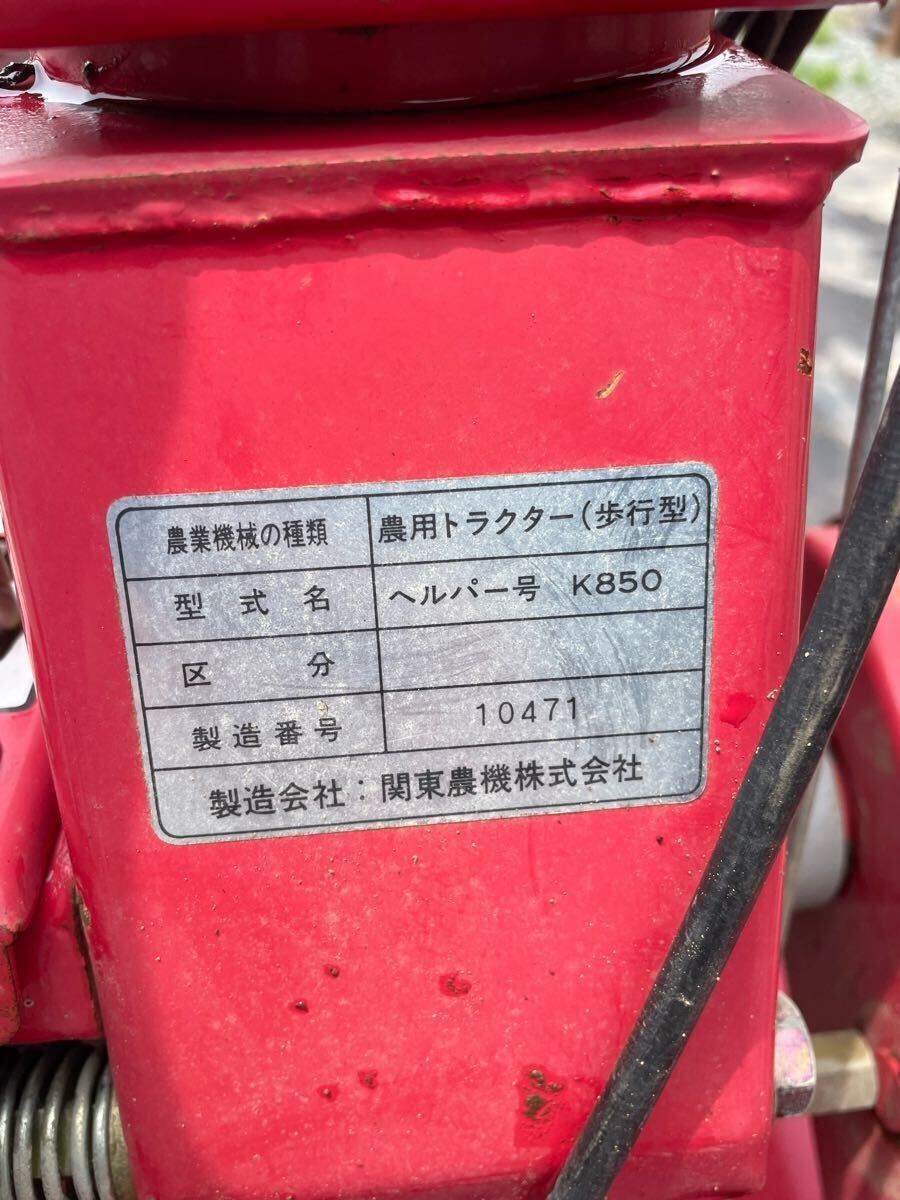 農業機械の種類 農用トラクター(歩行型)
型式名 ヘルパー号 K850
区分
製造番号 10471
製造会社:関東農機株式会社